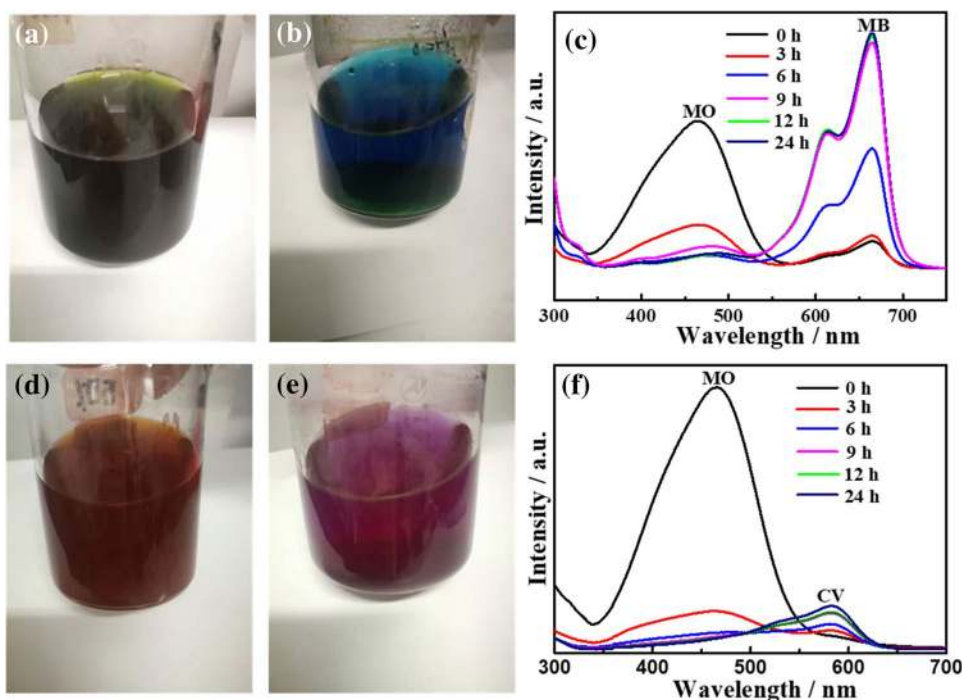 (a)
(b)
(c)
MO
MB
0 h
3 h
6 h
9 h
12 h
24 h
Intensity / a.u.
300 400 500 600 700
Wavelength / nm
(d)
(e)
(f)
MO
CV
0 h
3 h
6 h
9 h
12 h
24 h
Intensity / a.u.
300 400 500 600 700
Wavelength / nm